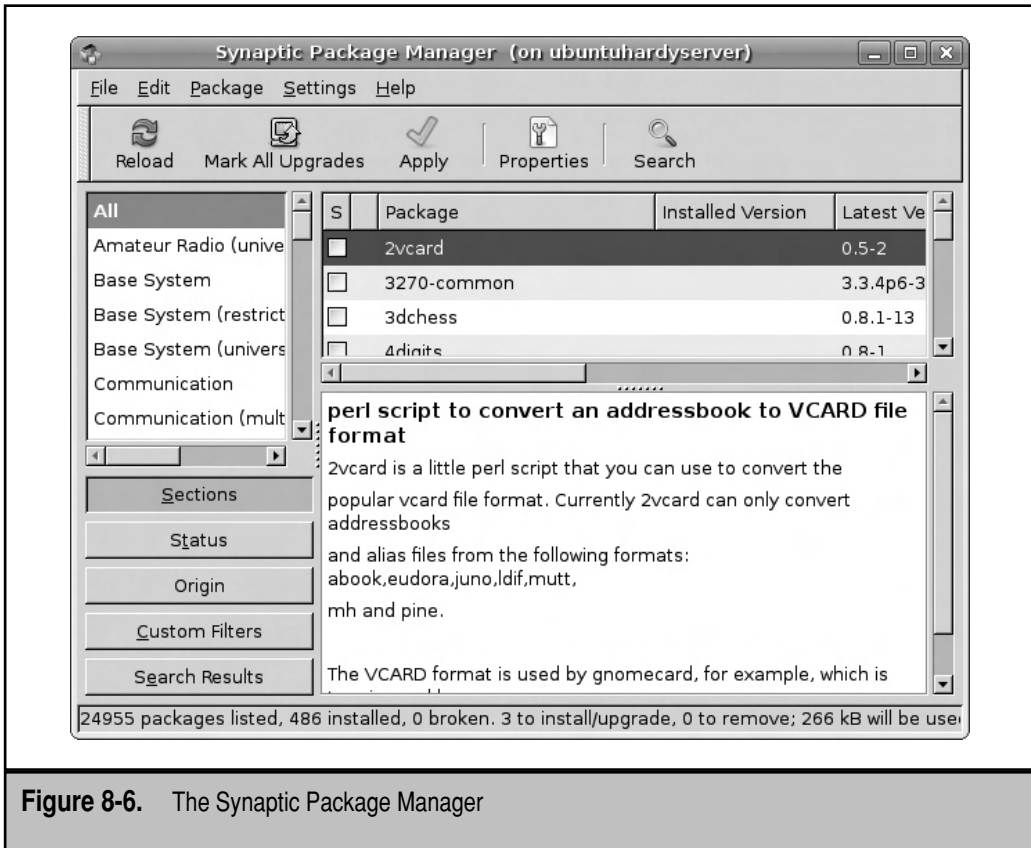 Synaptic Package Manager (on ubuntuhardyserver)
File Edit Package Settings Help
Reload Mark All Upgrades Apply Properties Search
All
Amateur Radio (unive
Base System
Base System (restrict
Base System (univers
Communication
Communication (mult
Sections
Status
Origin
Custom Filters
Search Results
S Package Installed Version Latest Ve
2vcard 0.5-2
3270-common 3.3.4p6-3
3dchess 0.8.1-13
4digits 0.8-1
perl script to convert an addressbook to VCARD file
format
2vcard is a little perl script that you can use to convert the
popular vcard file format. Currently 2vcard can only convert
addressbooks
and alias files from the following formats:
abook,eudora,juno,ldif,mutt,
mh and pine.
The VCARD format is used by gnomecard, for example, which is
24955 packages listed, 486 installed, 0 broken. 3 to install/upgrade, 0 to remove; 266 kB will be use
Figure 8-6. The Synaptic Package Manager